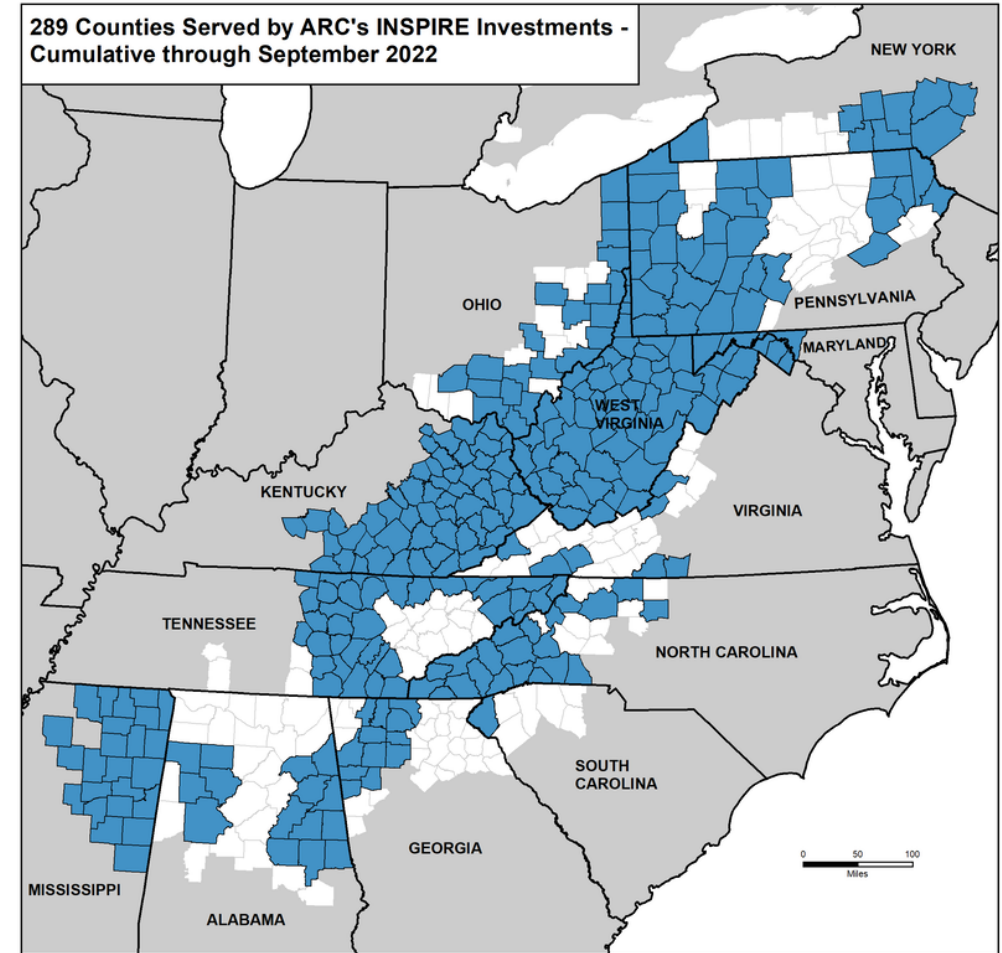 289 Counties Served by ARC's INSPIRE Investments -
Cumulative through September 2022
NEW YORK
PENNSYLVANIA
OHIO
MARYLAND
WEST
VIRGINIA
KENTUCKY
VIRGINIA
TENNESSEE
NORTH CAROLINA
SOUTH
CAROLINA
GEORGIA
MISSISSIPPI
ALABAMA
0 50 100
Miles